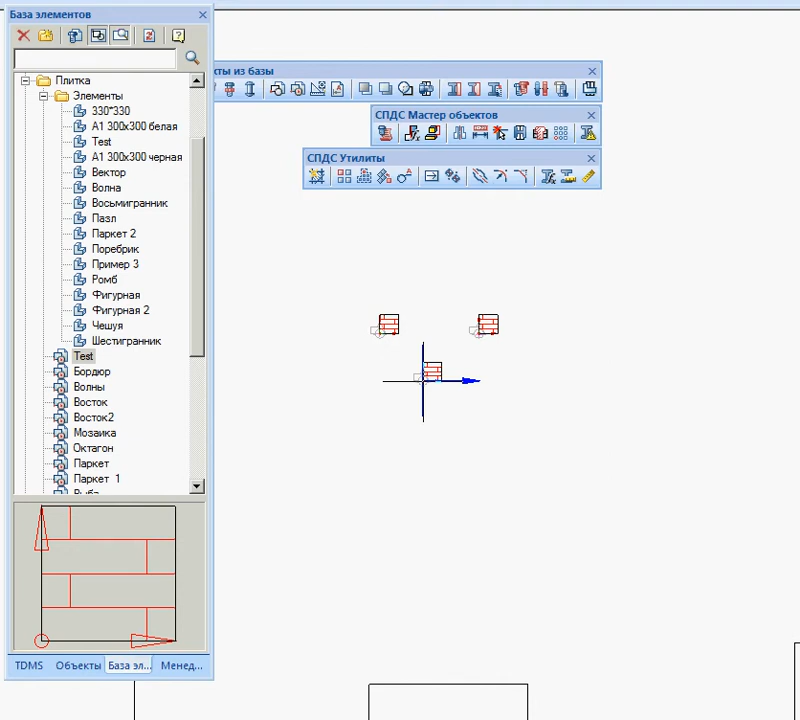 База элементов
кты из базы
СПДС Мастер объектов
СПДС Утилиты
Плитка
Элементы
330*330
А1 300x300 белая
Test
А1 300x300 черная
Вектор
Волна
Восьмигранник
Пазл
Паркет 2
Поребрик
Пример 3
Ромб
Фигурная
Фигурная 2
Чешуя
Шестигранник
Test
Бордюр
Волны
Восток
Восток2
Мозаика
Октагон
Паркет
Паркет 1
TDMS
Объекты
База эл...
Менед...